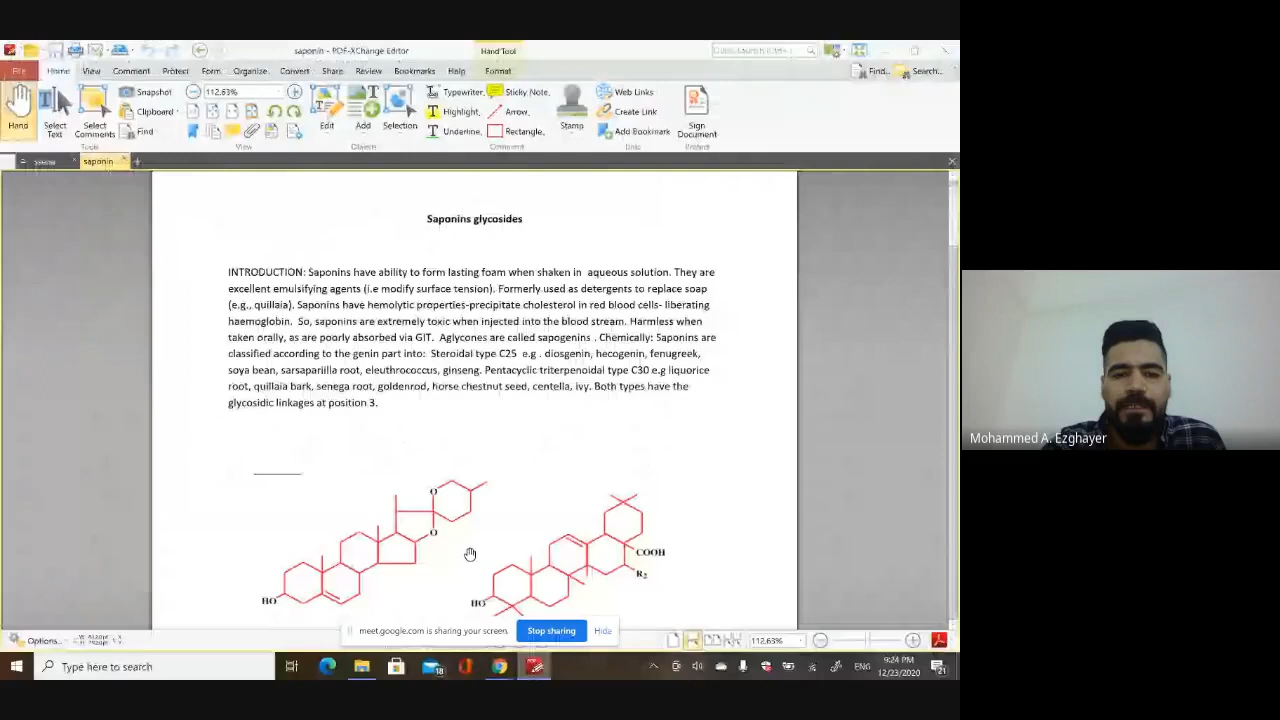 saponin - PDF-XChange Editor
Hand Tool
File Home View Comment Protect Form Organize Convert Share Review Bookmarks Help Format Find... Search...
Hand
Select Text
Select Comments
Snapshot
Clipboard
Find
Tools
112.63%
View
Edit
Add
Selection
Objects
Typewriter
Highlight
Underline
Sticky Note
Arrow
Rectangle
Comment
Stamp
Web Links
Create Link
Add Bookmark
Links
Sign Document
Protect
saponin
Saponins glycosides
INTRODUCTION: Saponins have ability to form lasting foam when shaken in aqueous solution. They are
excellent emulsifying agents (i.e modify surface tension). Formerly used as detergents to replace soap
(e.g., quillaia). Saponins have hemolytic properties-precipitate cholesterol in red blood cells- liberating
haemoglobin. So, saponins are extremely toxic when injected into the blood stream. Harmless when
taken orally, as are poorly absorbed via GIT. Aglycones are called sapogenins . Chemically: Saponins are
classified according to the genin part into: Steroidal type C25 e.g . diosgenin, hecogenin, fenugreek,
soya bean, sarsapariilla root, eleuthrococcus, ginseng. Pentacyclic triterpenoidal type C30 e.g liquorice
root, quillaia bark, senega root, goldenrod, horse chestnut seed, centella, ivy. Both types have the
glycosidic linkages at position 3.
O
O
HO
COOH
R2
HO
Mohammed A. Ezghayer
meet.google.com is sharing your screen. Stop sharing Hide
Options...
112.63%
Type here to search
18
ENG
9:24 PM
12/23/2020
21